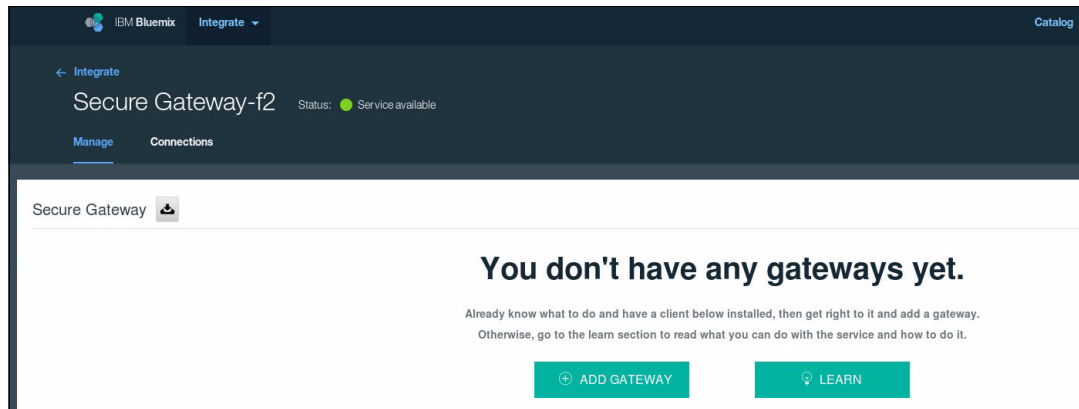 IBM Bluemix Integrate Catalog
← Integrate
Secure Gateway-f2 Status: Service available
Manage Connections
Secure Gateway
You don't have any gateways yet.
Already know what to do and have a client below installed, then get right to it and add a gateway.
Otherwise, go to the learn section to read what you can do with the service and how to do it.
ADD GATEWAY LEARN